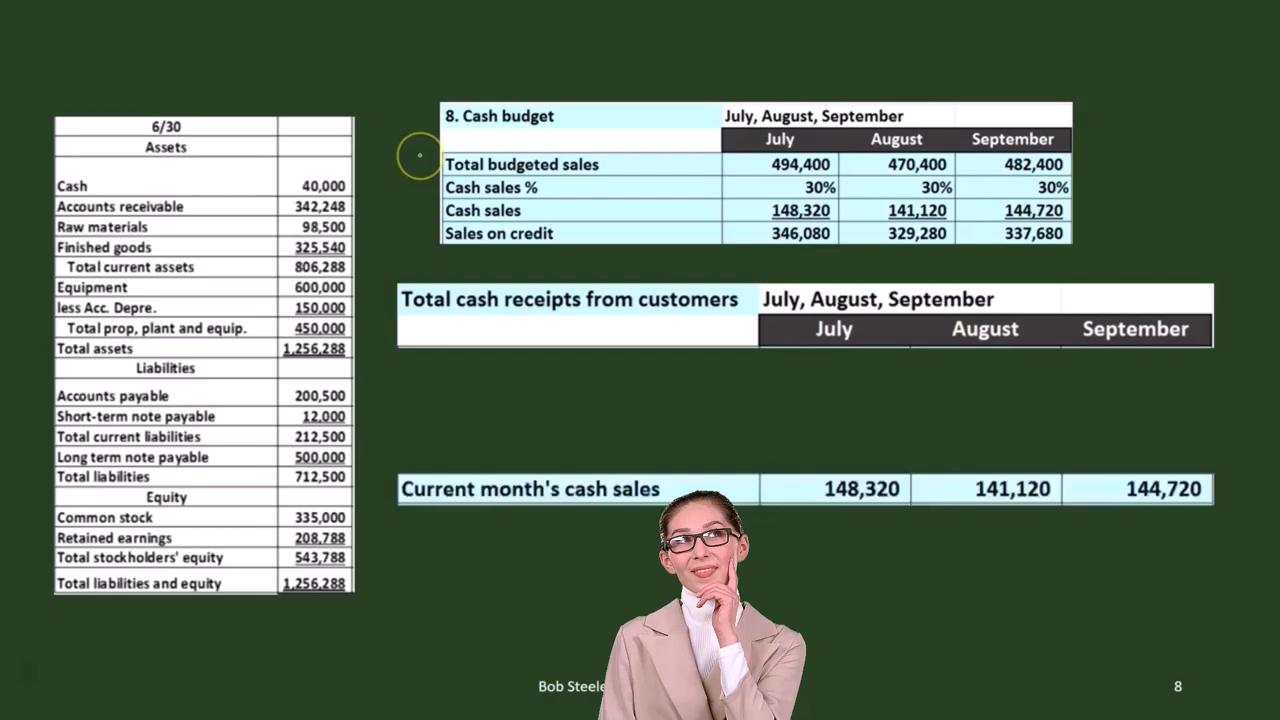 6/30
Assets
Cash 40,000
Accounts receivable 342,248
Raw materials 98,500
Finished goods 325,540
Total current assets 806,288
Equipment 600,000
less Acc. Depre. 150,000
Total prop, plant and equip. 450,000
Total assets 1,256,288
Liabilities
Accounts payable 200,500
Short-term note payable 12,000
Total current liabilities 212,500
Long term note payable 500,000
Total liabilities 712,500
Equity
Common stock 335,000
Retained earnings 208,788
Total stockholders' equity 543,788
Total liabilities and equity 1,256,288
8. Cash budget July, August, September
July August September
Total budgeted sales 494,400 470,400 482,400
Cash sales % 30% 30% 30%
Cash sales 148,320 141,120 144,720
Sales on credit 346,080 329,280 337,680
Total cash receipts from customers July, August, September
July August September
Current month's cash sales 148,320 141,120 144,720
Bob Steele
8